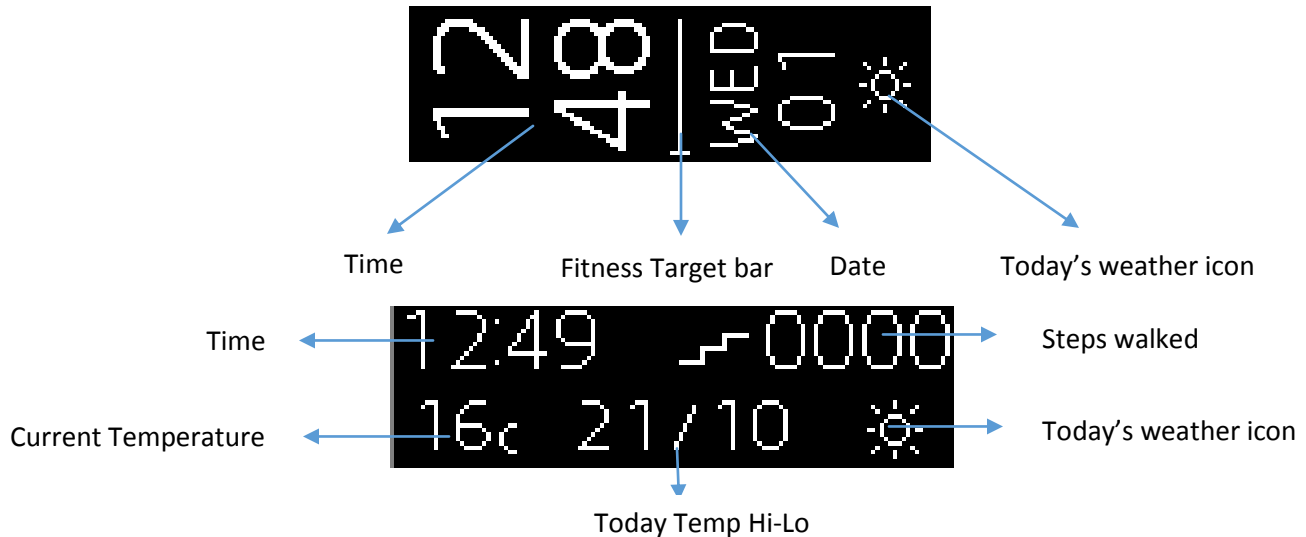 12
48
WED
01
Time
Fitness Target bar
Date
Today's weather icon
Time
12:49
0000
Steps walked
Current Temperature
16c
21/10
Today's weather icon
Today Temp Hi-Lo